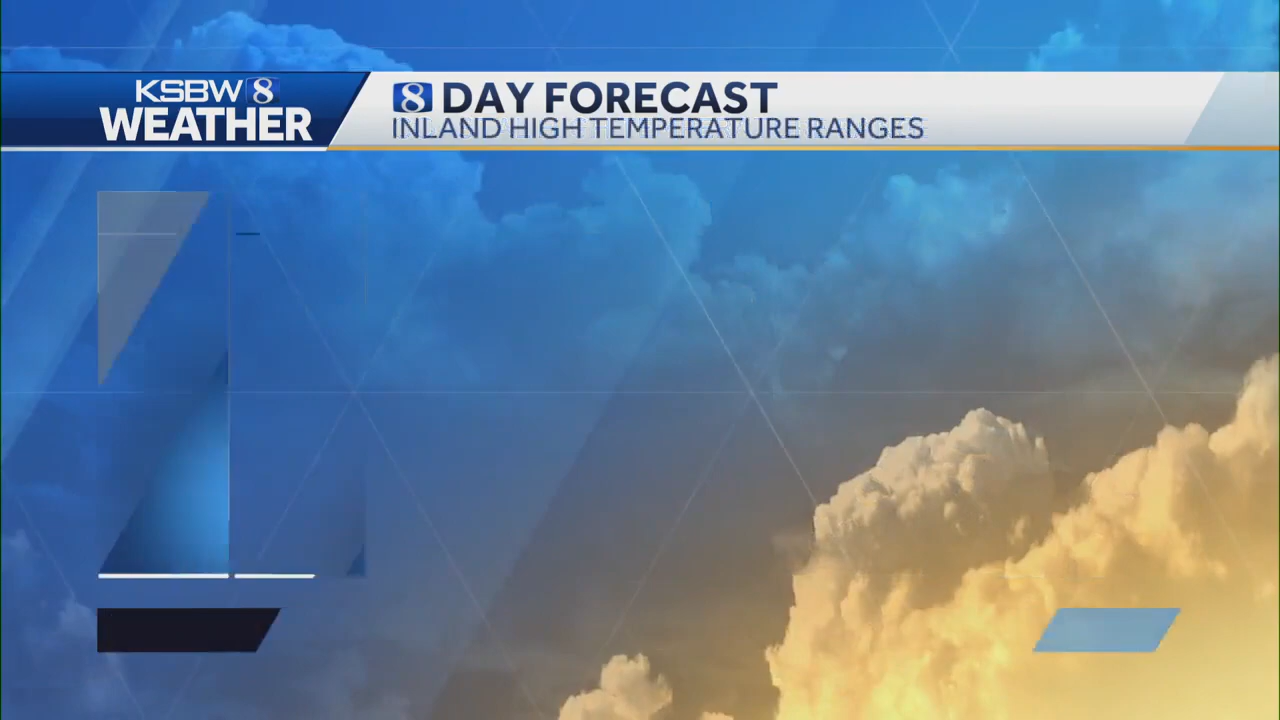 KSBW 8
WEATHER
8 DAY FORECAST
INLAND HIGH TEMPERATURE RANGES